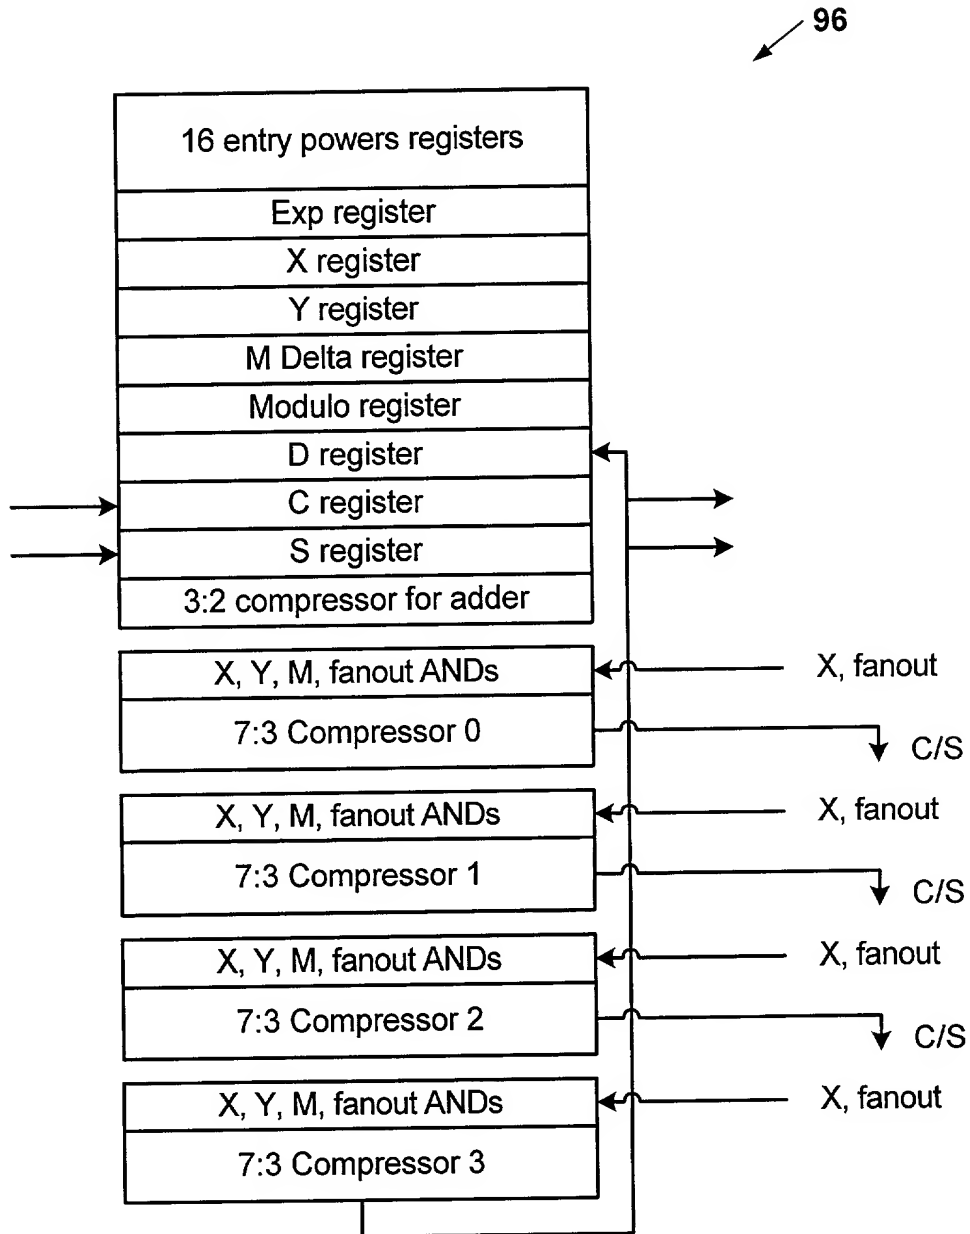 96
16 entry powers registers
Exp register
X register
Y register
M Delta register
Modulo register
D register
C register
S register
3:2 compressor for adder
X, Y, M, fanout ANDs
X, fanout
7:3 Compressor 0
C/S
X, Y, M, fanout ANDs
X, fanout
7:3 Compressor 1
C/S
X, Y, M, fanout ANDs
X, fanout
7:3 Compressor 2
C/S
X, Y, M, fanout ANDs
X, fanout
7:3 Compressor 3